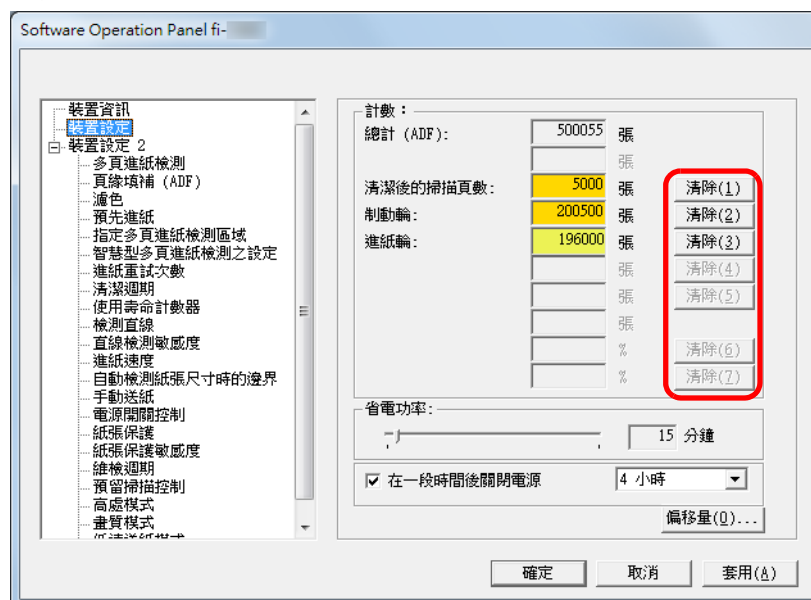 Software Operation Panel fi-
裝置資訊
裝置設定
裝置設定 2
多頁進紙檢測
頁緣填補 (ADF)
濾色
預先進紙
指定多頁進紙檢測區域
智慧型多頁進紙檢測之設定
進紙重試次數
清潔週期
使用壽命計數器
檢測直線
直線檢測敏感度
進紙速度
自動檢測紙張尺寸時的邊界
手動送紙
電源開關控制
紙張保護
紙張保護敏感度
維檢週期
預留掃描控制
高處模式
畫質模式
低速送紙模式
計數：
總計 (ADF): 500055 張
張
清潔後的掃描頁數: 5000 張 清除(1)
制動輪: 200500 張 清除(2)
進紙輪: 196000 張 清除(3)
張 清除(4)
張 清除(5)
張
% 清除(6)
% 清除(7)
省電功率:
15 分鐘
在一段時間後關閉電源 4 小時
偏移量(O)...
確定 取消 套用(A)